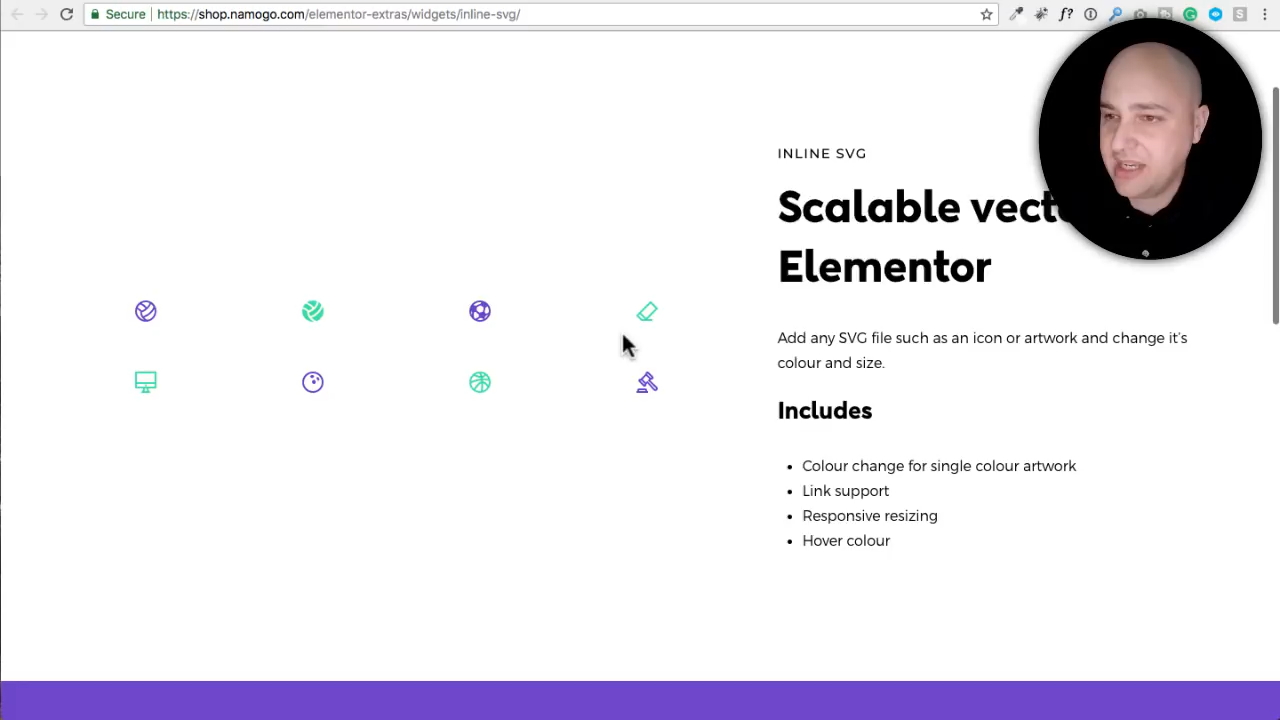 Secure
https://shop.namogo.com/elementor-extras/widgets/inline-svg/
f?
S
INLINE SVG
Scalable
Elementor
Add any SVG file such as an icon or artwork and change it's
colour and size.
Includes
Colour change for single colour artwork
Link support
Responsive resizing
Hover colour